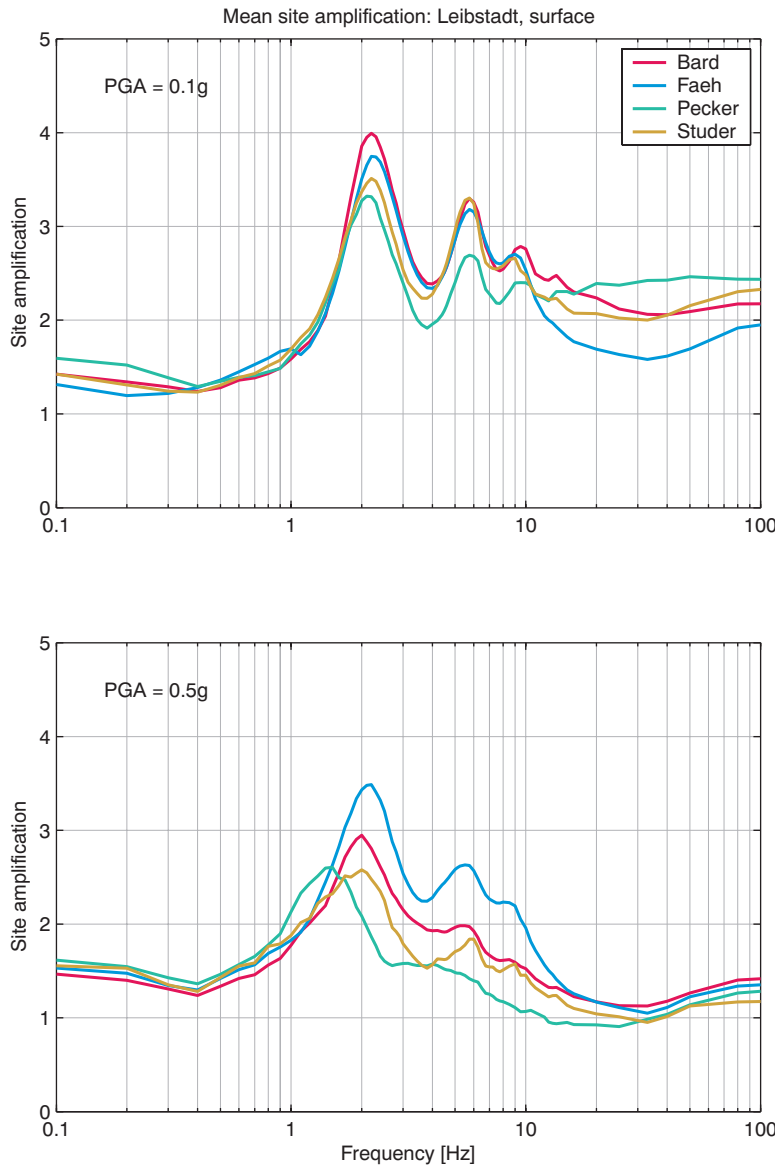 Mean site amplification: Leibstadt, surface
5
4
3
2
1
0
Site amplification
PGA = 0.1g
Bard
Faeh
Pecker
Studer
0.1
1
10
100
5
4
3
2
1
0
Site amplification
PGA = 0.5g
0.1
1
10
100
Frequency [Hz]